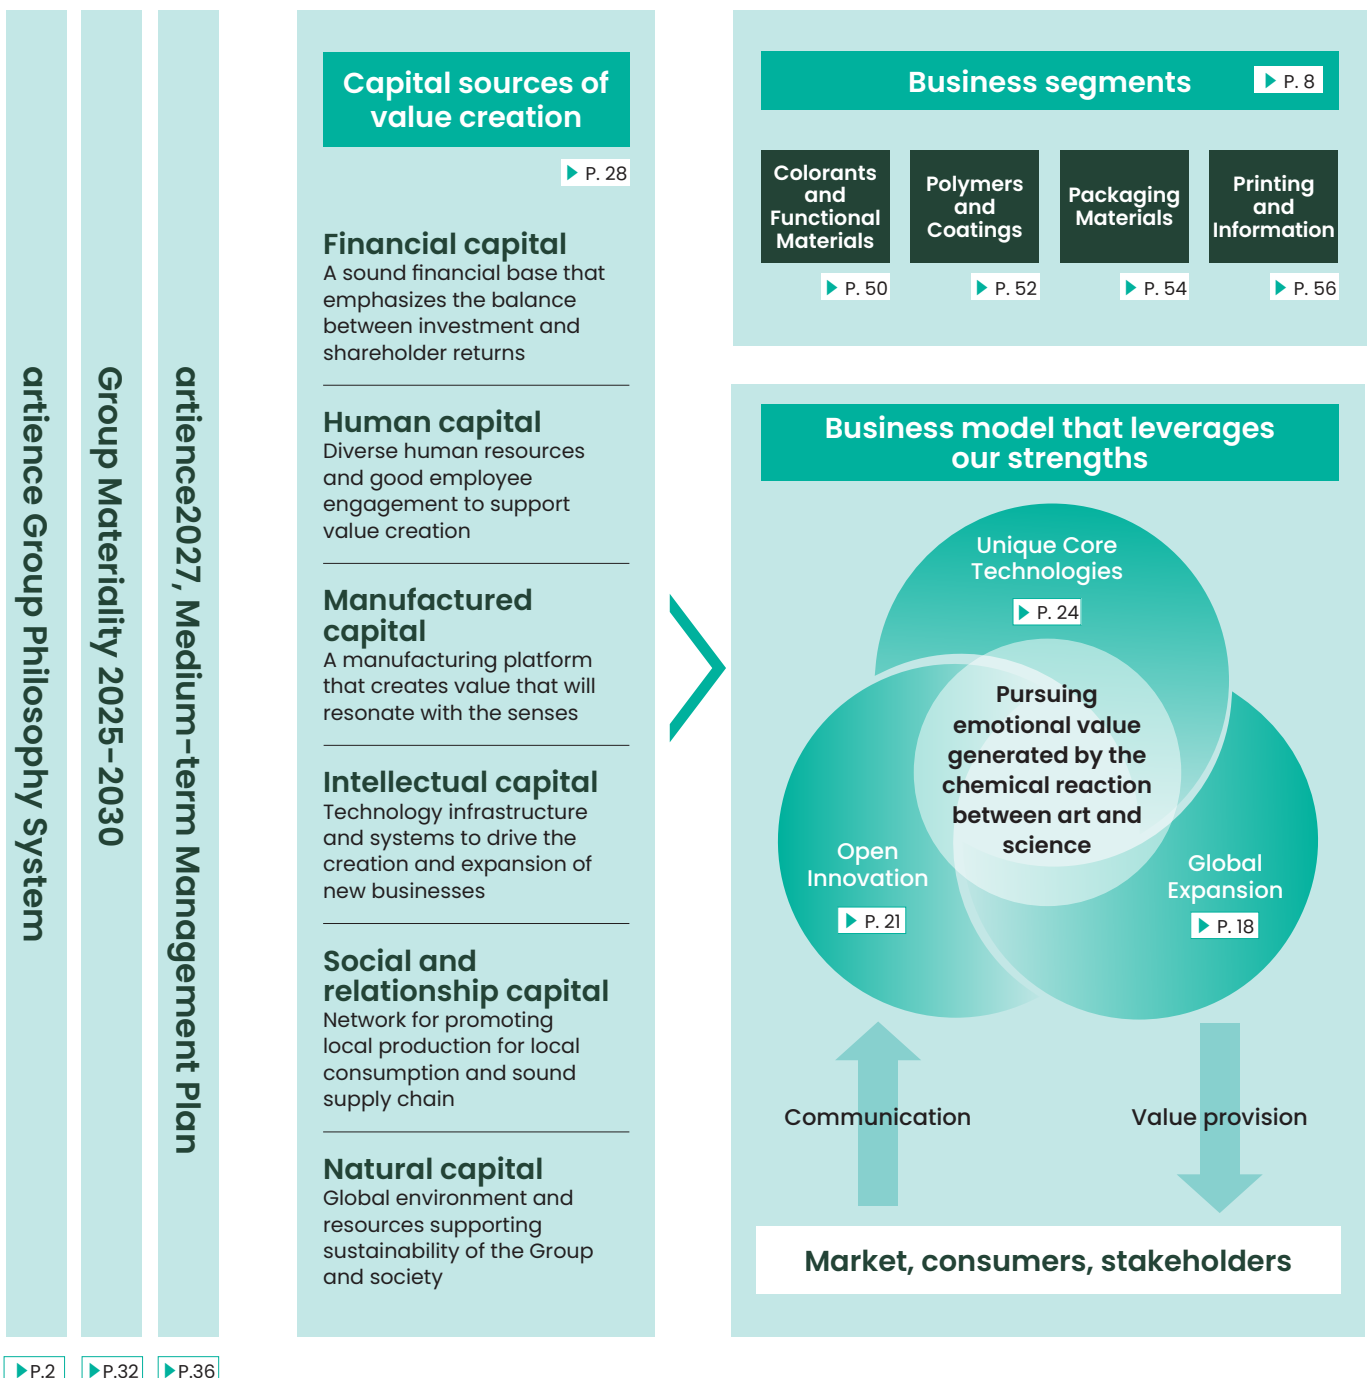 artience Group Philosophy System
P.2
Group Materiality 2025-2030
P.32
artience2027, Medium-term Management Plan
P.36
Capital sources of
value creation
P. 28
Financial capital
A sound financial base that
emphasizes the balance
between investment and
shareholder returns
Human capital
Diverse human resources
and good employee
engagement to support
value creation
Manufactured
capital
A manufacturing platform
that creates value that will
resonate with the senses
Intellectual capital
Technology infrastructure
and systems to drive the
creation and expansion of
new businesses
Social and
relationship capital
Network for promoting
local production for local
consumption and sound
supply chain
Natural capital
Global environment and
resources supporting
sustainability of the Group
and society
Business segments
P. 8
Colorants
and
Functional
Materials
P. 50
Polymers
and
Coatings
P. 52
Packaging
Materials
P. 54
Printing
and
Information
P. 56
Business model that leverages
our strengths
Unique Core
Technologies
P. 24
Pursuing
emotional value
generated by the
chemical reaction
between art and
science
Open
Innovation
P. 21
Global
Expansion
P. 18
Communication
Value provision
Market, consumers, stakeholders